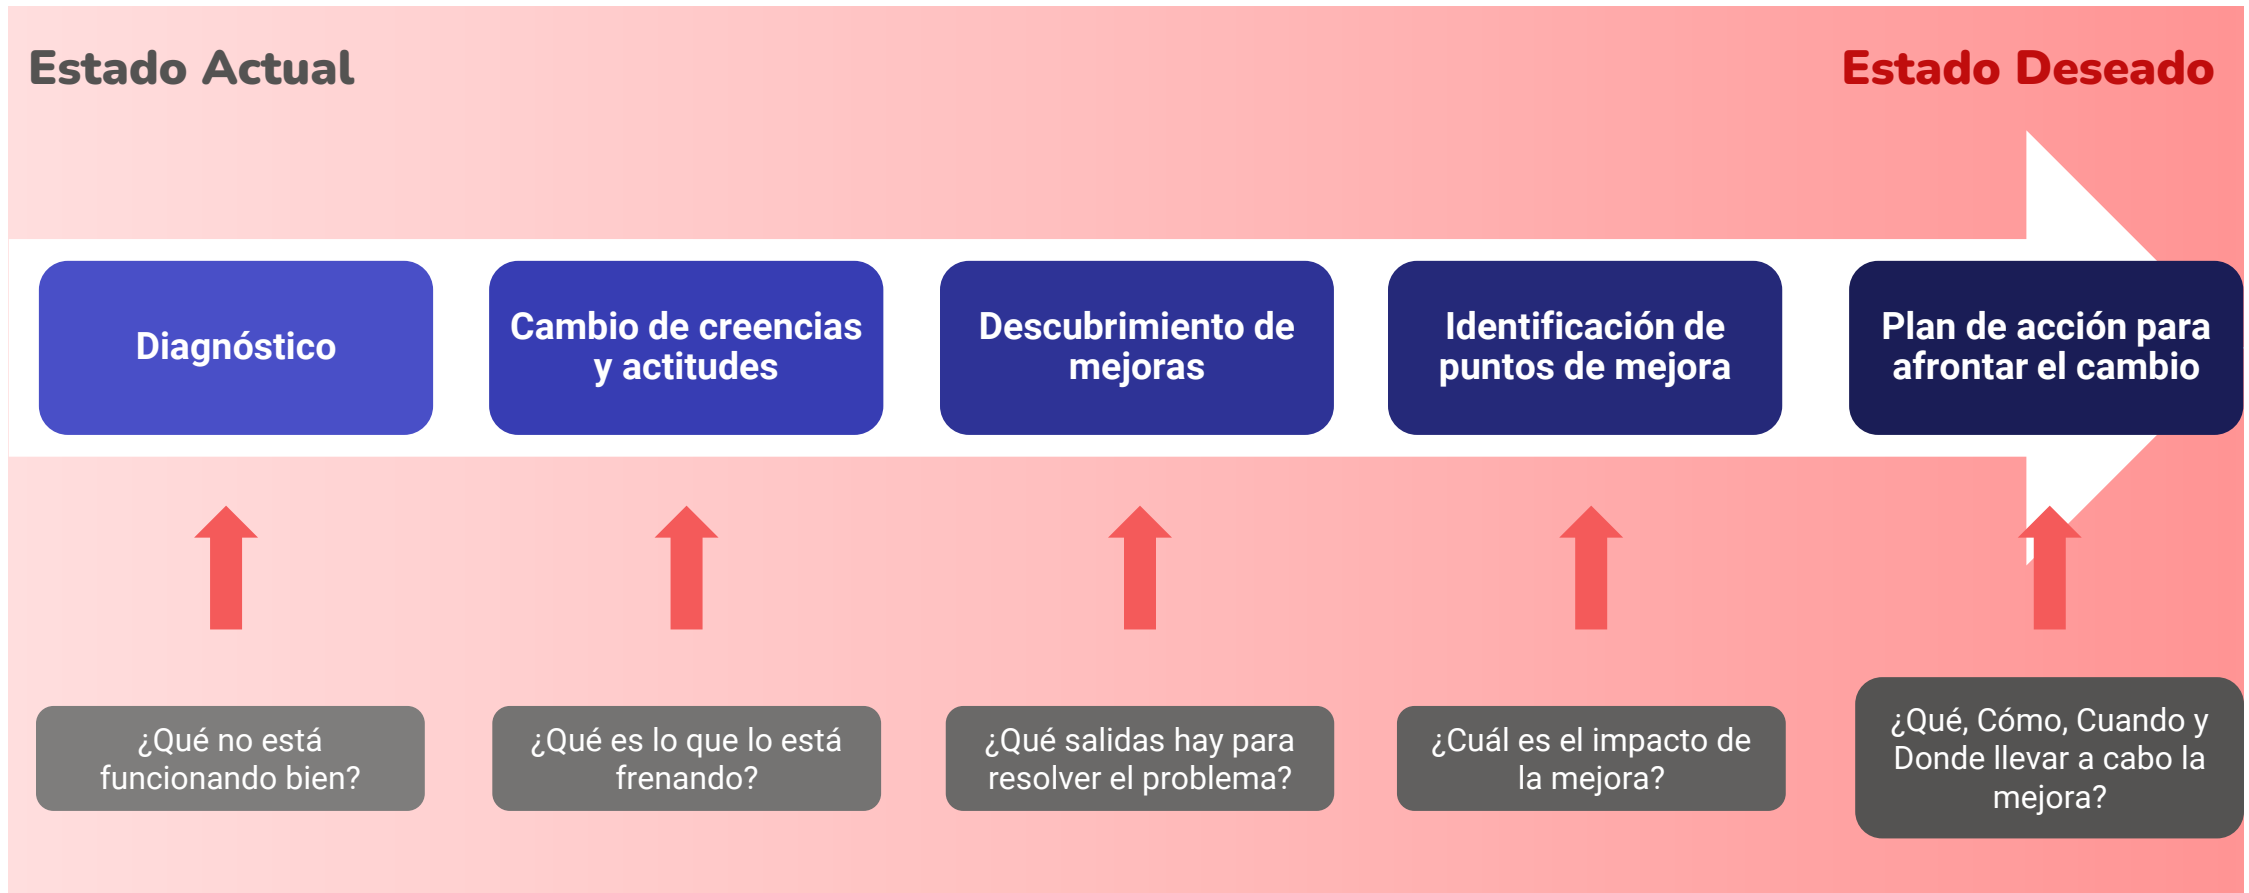 Estado Actual
Estado Deseado
Diagnóstico
Cambio de creencias
y actitudes
Descubrimiento de
mejoras
Identificación de
puntos de mejora
Plan de acción para
afrontar el cambio
¿Qué no está
funcionando bien?
¿Qué es lo que lo está
frenando?
¿Qué salidas hay para
resolver el problema?
¿Cuál es el impacto de
la mejora?
¿Qué, Cómo, Cuando y
Donde llevar a cabo la
mejora?